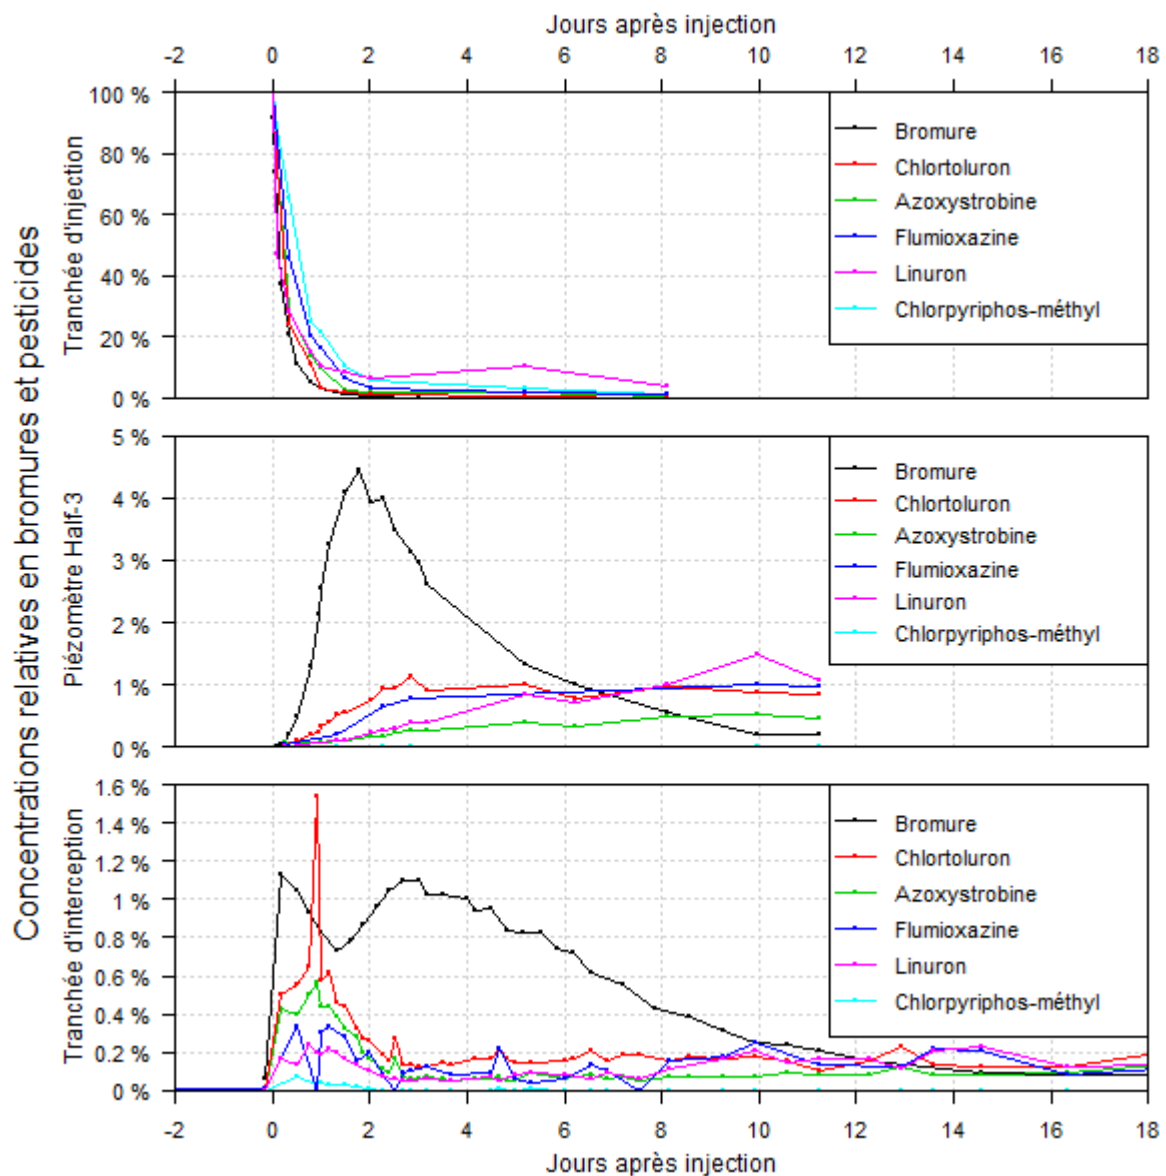 Jours après injection
-2 0 2 4 6 8 10 12 14 16 18
Concentrations relatives en bromures et pesticides
Tranchée d'injection
100 %
80 %
60 %
40 %
20 %
0 %
Bromure
Chlortoluron
Azoxystrobine
Flumioxazine
Linuron
Chlorpyriphos-méthyl
Piézomètre Half-3
5 %
4 %
3 %
2 %
1 %
0 %
Bromure
Chlortoluron
Azoxystrobine
Flumioxazine
Linuron
Chlorpyriphos-méthyl
Tranchée d'interception
1.6 %
1.4 %
1.2 %
1 %
0.8 %
0.6 %
0.4 %
0.2 %
0 %
Bromure
Chlortoluron
Azoxystrobine
Flumioxazine
Linuron
Chlorpyriphos-méthyl
-2 0 2 4 6 8 10 12 14 16 18
Jours après injection